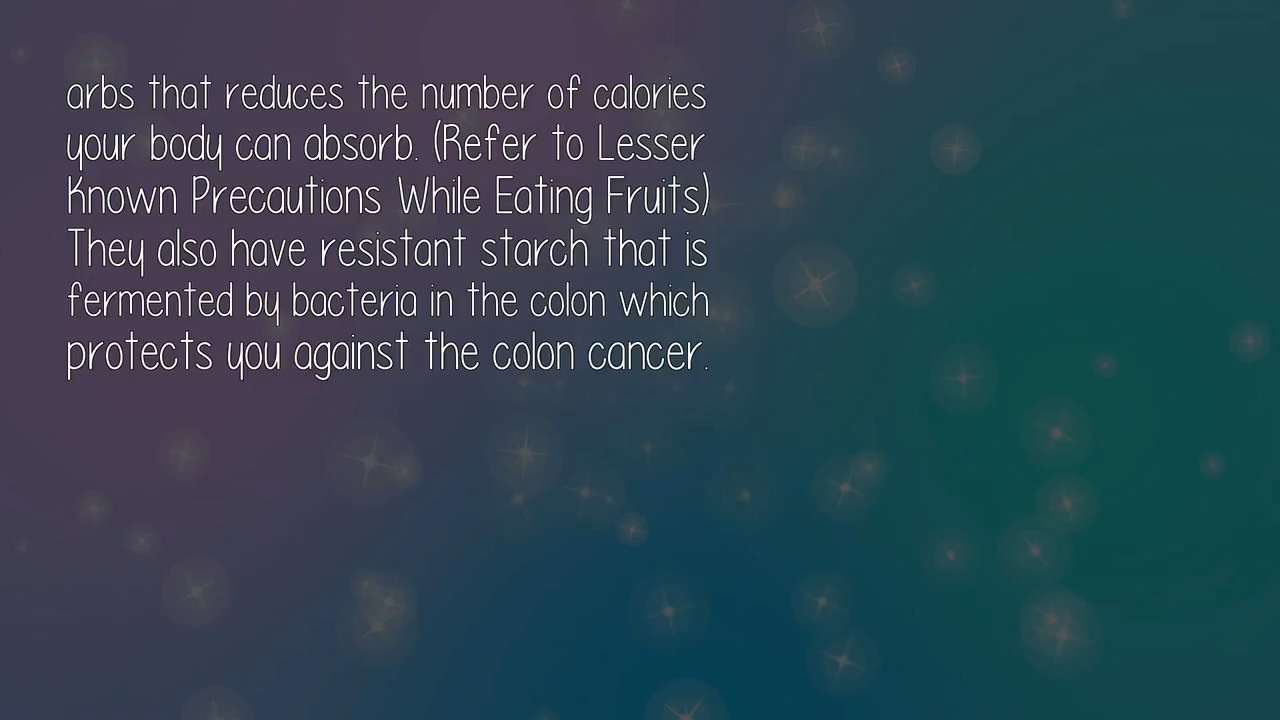 arbs that reduces the number of calories
your body can absorb. (Refer to Lesser
Known Precautions While Eating Fruits)
They also have resistant starch that is
fermented by bacteria in the colon which
protects you against the colon cancer.